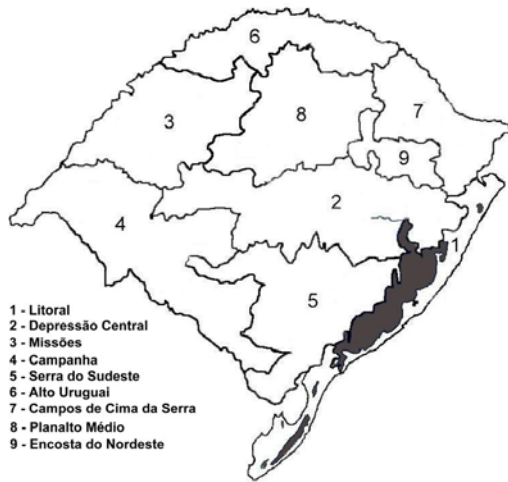 6
7
3
8
9
2
4
1
5
1 - Litoral
2 - Depressão Central
3 - Missões
4 - Campanha
5 - Serra do Sudeste
6 - Alto Uruguai
7 - Campos de Cima da Serra
8 - Planalto Médio
9 - Encosta do Nordeste